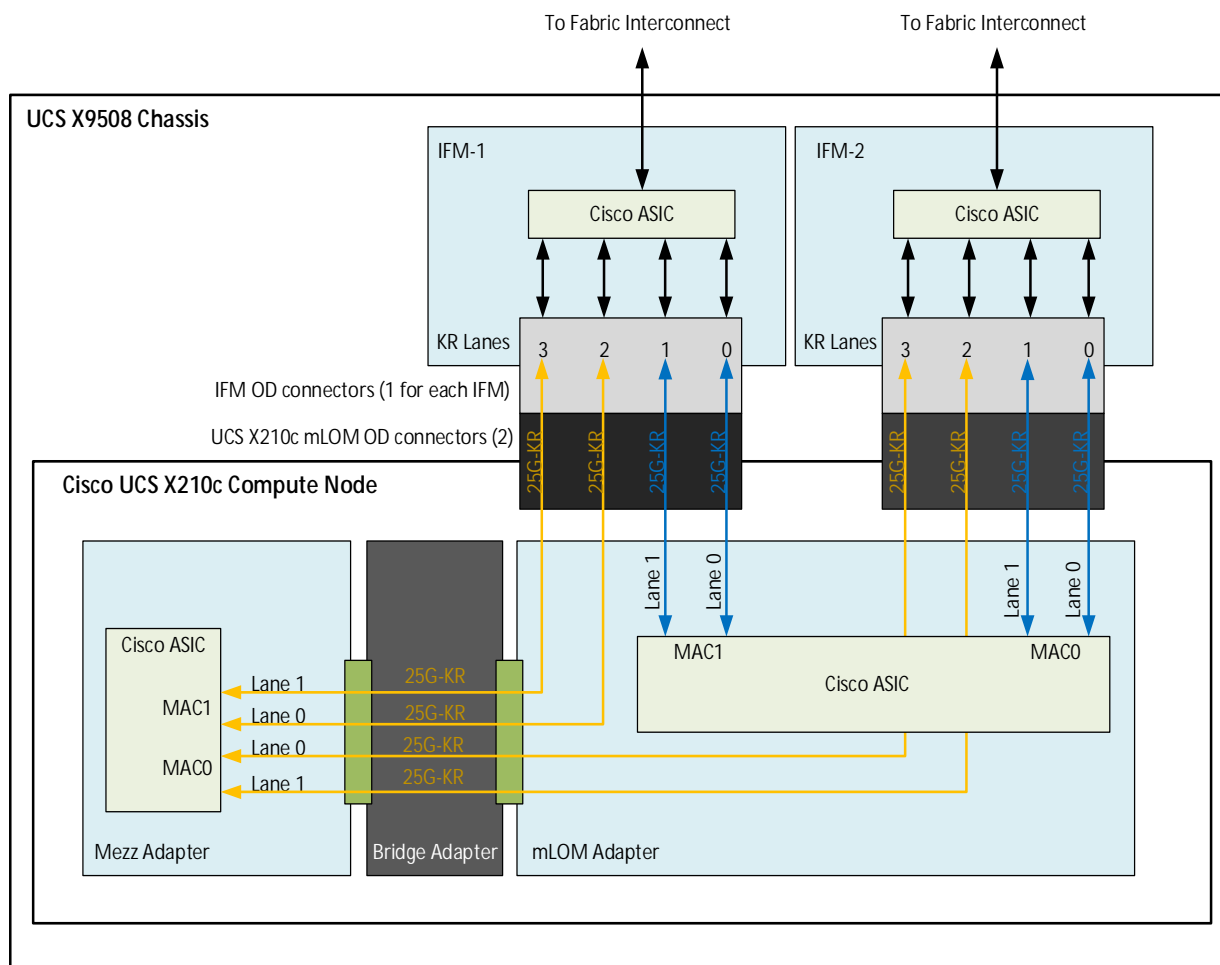 To Fabric Interconnect
To Fabric Interconnect
UCS X9508 Chassis
IFM-1
IFM-2
Cisco ASIC
Cisco ASIC
KR Lanes
3
2
1
0
KR Lanes
3
2
1
0
IFM OD connectors (1 for each IFM)
UCS X210c mLOM OD connectors (2)
25G-KR
25G-KR
25G-KR
25G-KR
25G-KR
25G-KR
25G-KR
25G-KR
Cisco UCS X210c Compute Node
Lane 1
Lane 0
Lane 1
Lane 0
Cisco ASIC
MAC1
MAC0
Lane 1
Lane 0
Lane 0
Lane 1
25G-KR
25G-KR
25G-KR
25G-KR
MAC1
MAC0
Cisco ASIC
Mezz Adapter
Bridge Adapter
mLOM Adapter